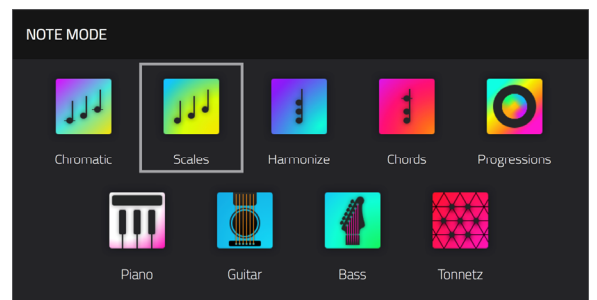 NOTE MODE
Chromatic Scales Harmonize Chords Progressions
Piano Guitar Bass Tonnetz